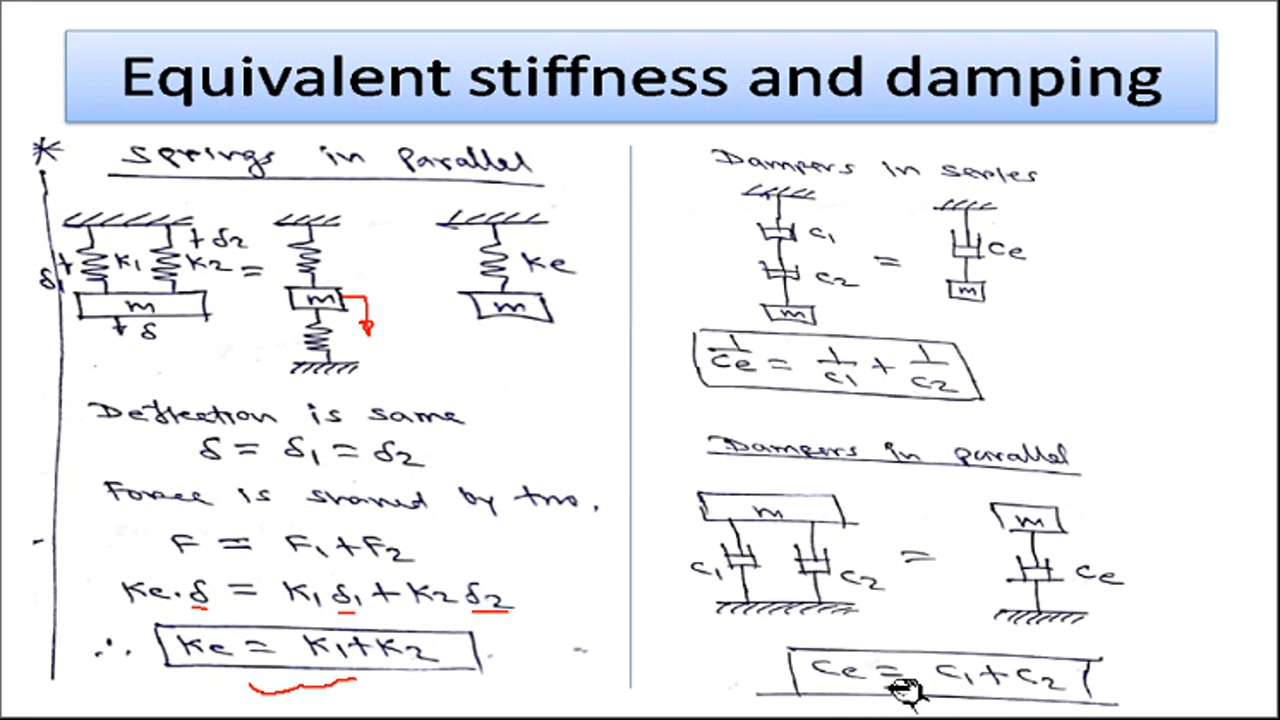 Equivalent stiffness and damping
* Springs in Parallel
δ1 K1 K2 δ2 = Ke
m m m
δ
Deflection is same
δ = δ1 = δ2
Force is shared by two.
F = F1 + F2
Ke.δ = K1 δ1 + K2 δ2
∴ Ke = K1 + K2
Dampers in series
C1
C2 = Ce
m m
1/Ce = 1/C1 + 1/C2
Dampers in parallel
m m
C1 C2 = Ce
Ce = C1 + C2